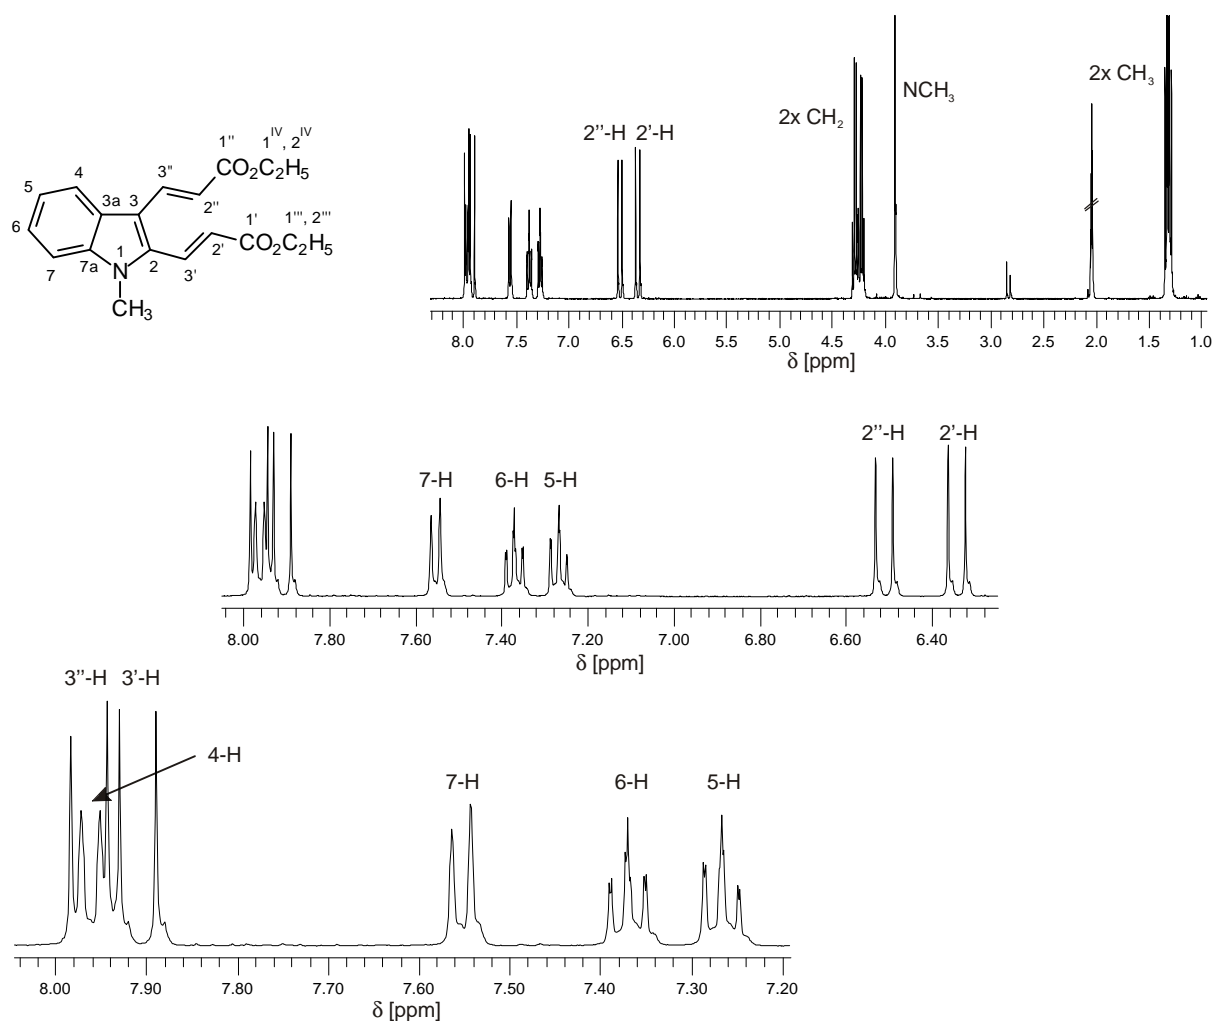 1'' 1^IV, 2^IV
CO₂C₂H₅
4 3''
5 3a 3 2'' 1' 1''', 2'''
6 CO₂C₂H₅
1 2'
7 7a N 2 3'
CH₃
2''-H 2'-H
2x CH₂
NCH₃
2x CH₃
8.0 7.5 7.0 6.5 6.0 5.5 5.0 4.5 4.0 3.5 3.0 2.5 2.0 1.5 1.0
δ [ppm]
7-H 6-H 5-H 2''-H 2'-H
8.00 7.80 7.60 7.40 7.20 7.00 6.80 6.60 6.40
δ [ppm]
3''-H 3'-H
4-H
7-H 6-H 5-H
8.00 7.90 7.80 7.70 7.60 7.50 7.40 7.30 7.20
δ [ppm]